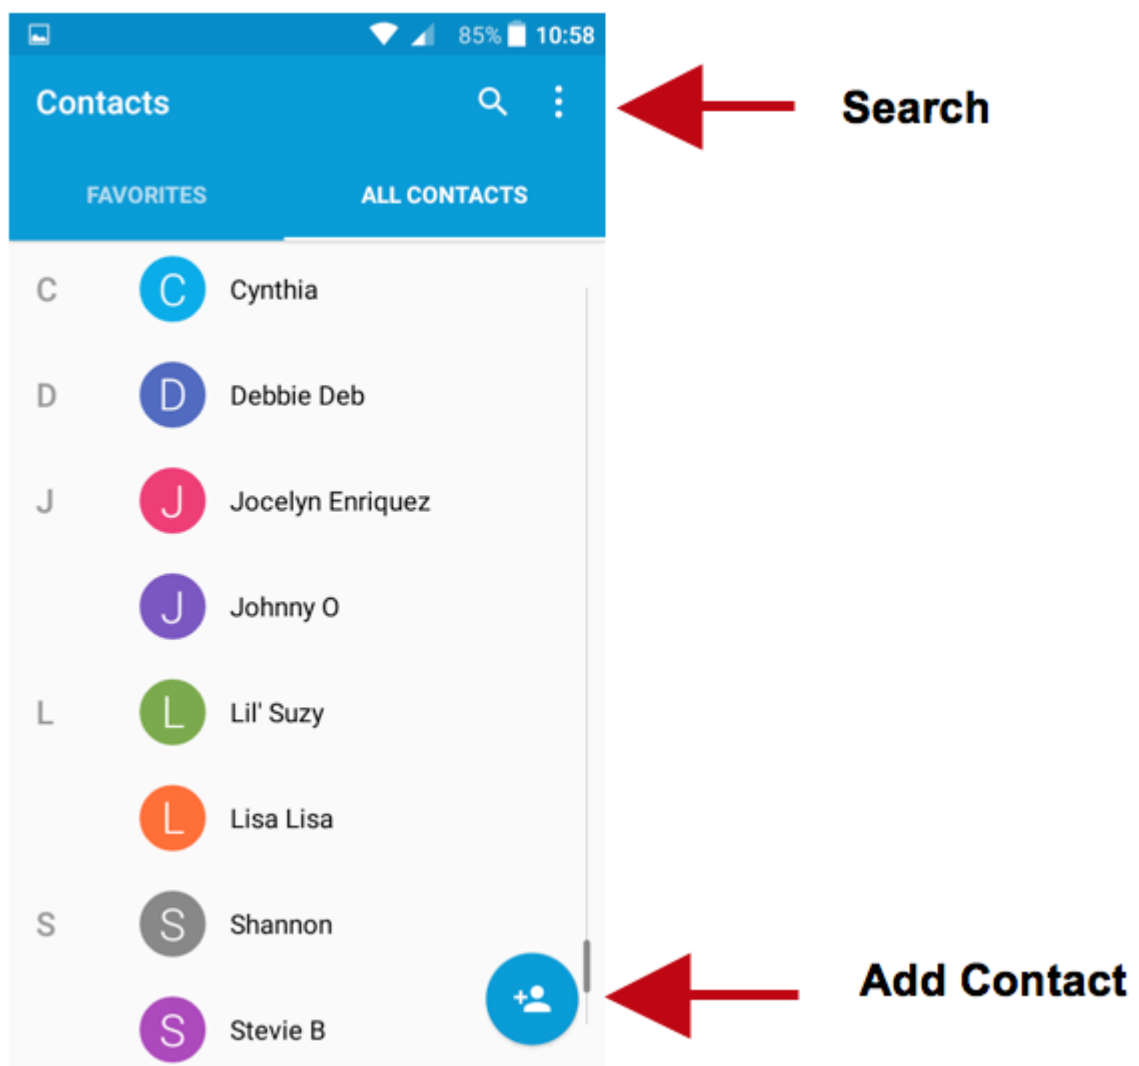 85% 10:58
Contacts
Search
FAVORITES ALL CONTACTS
C C Cynthia
D D Debbie Deb
J J Jocelyn Enriquez
J Johnny O
L L Lil' Suzy
L Lisa Lisa
S S Shannon
Add Contact
S Stevie B